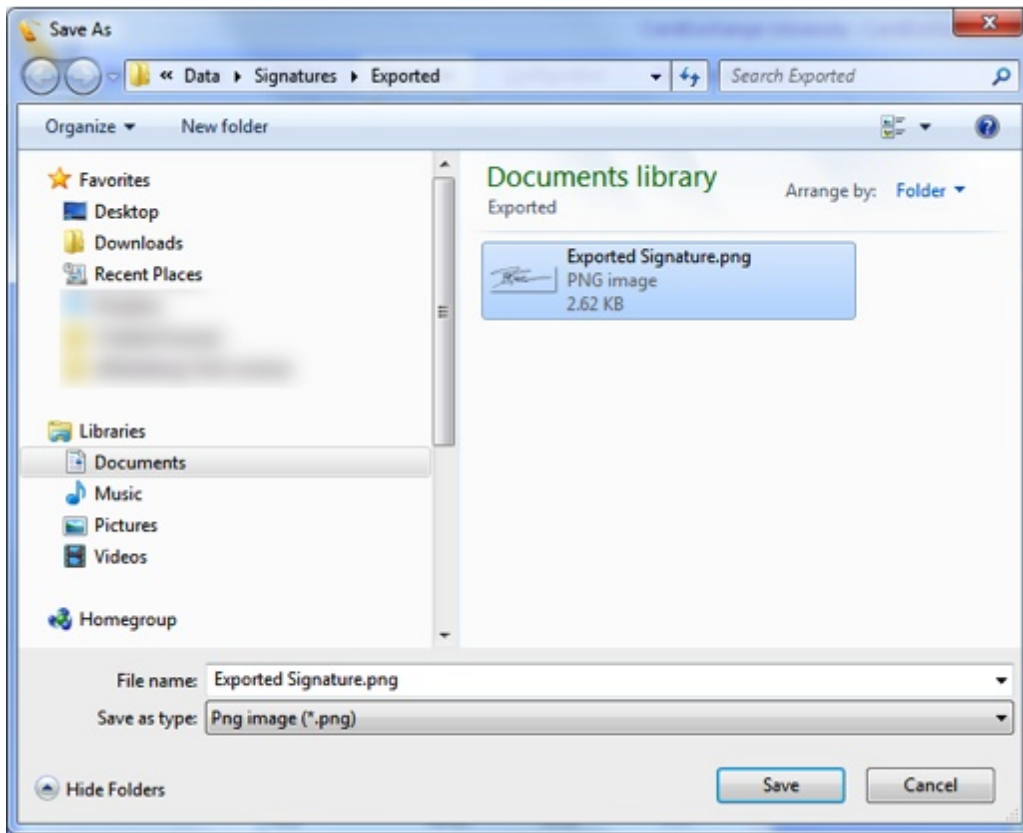 Save As
« Data ▸ Signatures ▸ Exported
Search Exported
Organize
New folder
Favorites
Desktop
Downloads
Recent Places
Libraries
Documents
Music
Pictures
Videos
Homegroup
Documents library
Exported
Arrange by: Folder
Exported Signature.png
PNG image
2.62 KB
File name: Exported Signature.png
Save as type: Png image (*.png)
Hide Folders
Save
Cancel